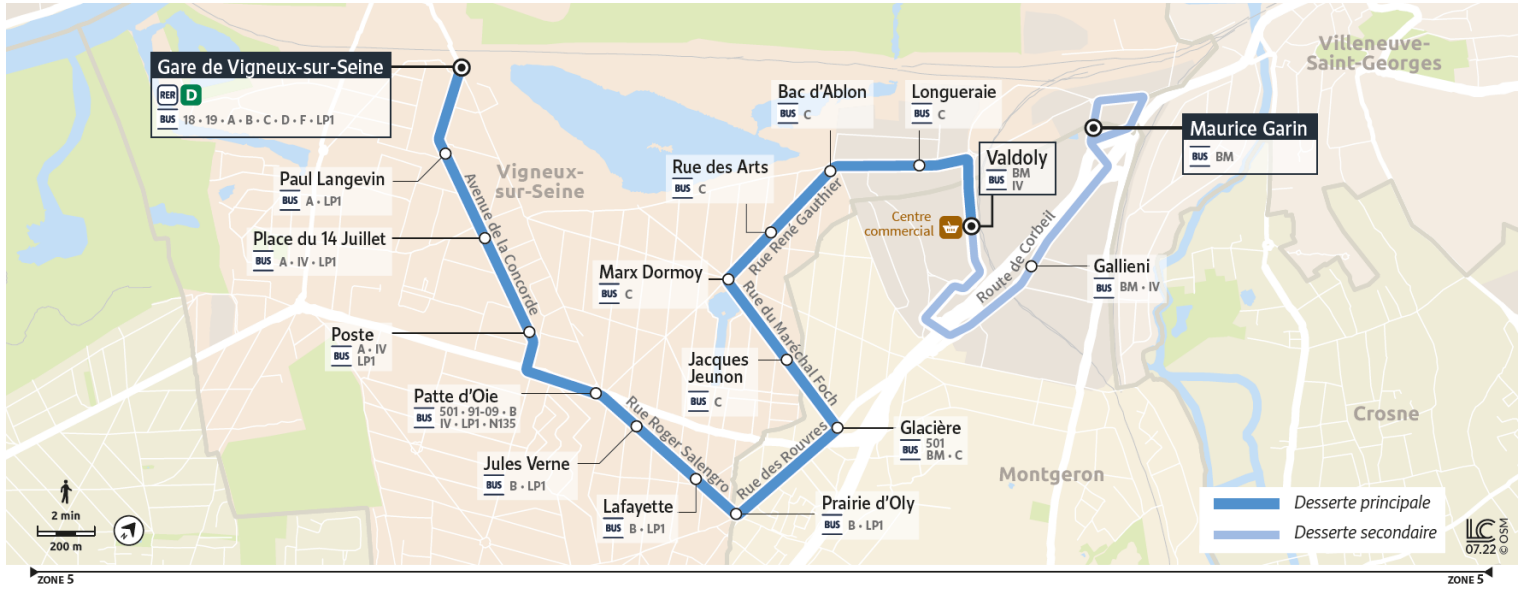 Villeneuve-
Saint-Georges
Gare de Vigneux-sur-Seine
RER D
BUS 18 • 19 • A • B • C • D • F • LP1
Bac d'Ablon
BUS C
Longueraie
BUS C
Maurice Garin
BUS BM
Paul Langevin
BUS A • LP1
Vigneux-
sur-Seine
Rue des Arts
BUS C
Valdoly
BUS BM
IV
Avenue de la Concorde
Rue René Gauthier
Centre
commercial
Place du 14 Juillet
BUS A • IV • LP1
Route de Corbeil
Marx Dormoy
BUS C
Gallieni
BUS BM • IV
Rue du Maréchal Foch
Poste
BUS A • IV
LP1
Jacques
Jeunon
BUS C
Patte d'Oie
BUS 501 • 91-09 • B
IV • LP1 • N135
Rue Roger Salengro
Rue des Rouvres
Glacière
BUS 501
BM • C
Crosne
Jules Verne
BUS B • LP1
Montgeron
Lafayette
BUS B • LP1
Prairie d'Oly
BUS B • LP1
Desserte principale
Desserte secondaire
2 min
200 m
N
LC
07.22
© OSM
ZONE 5
ZONE 5